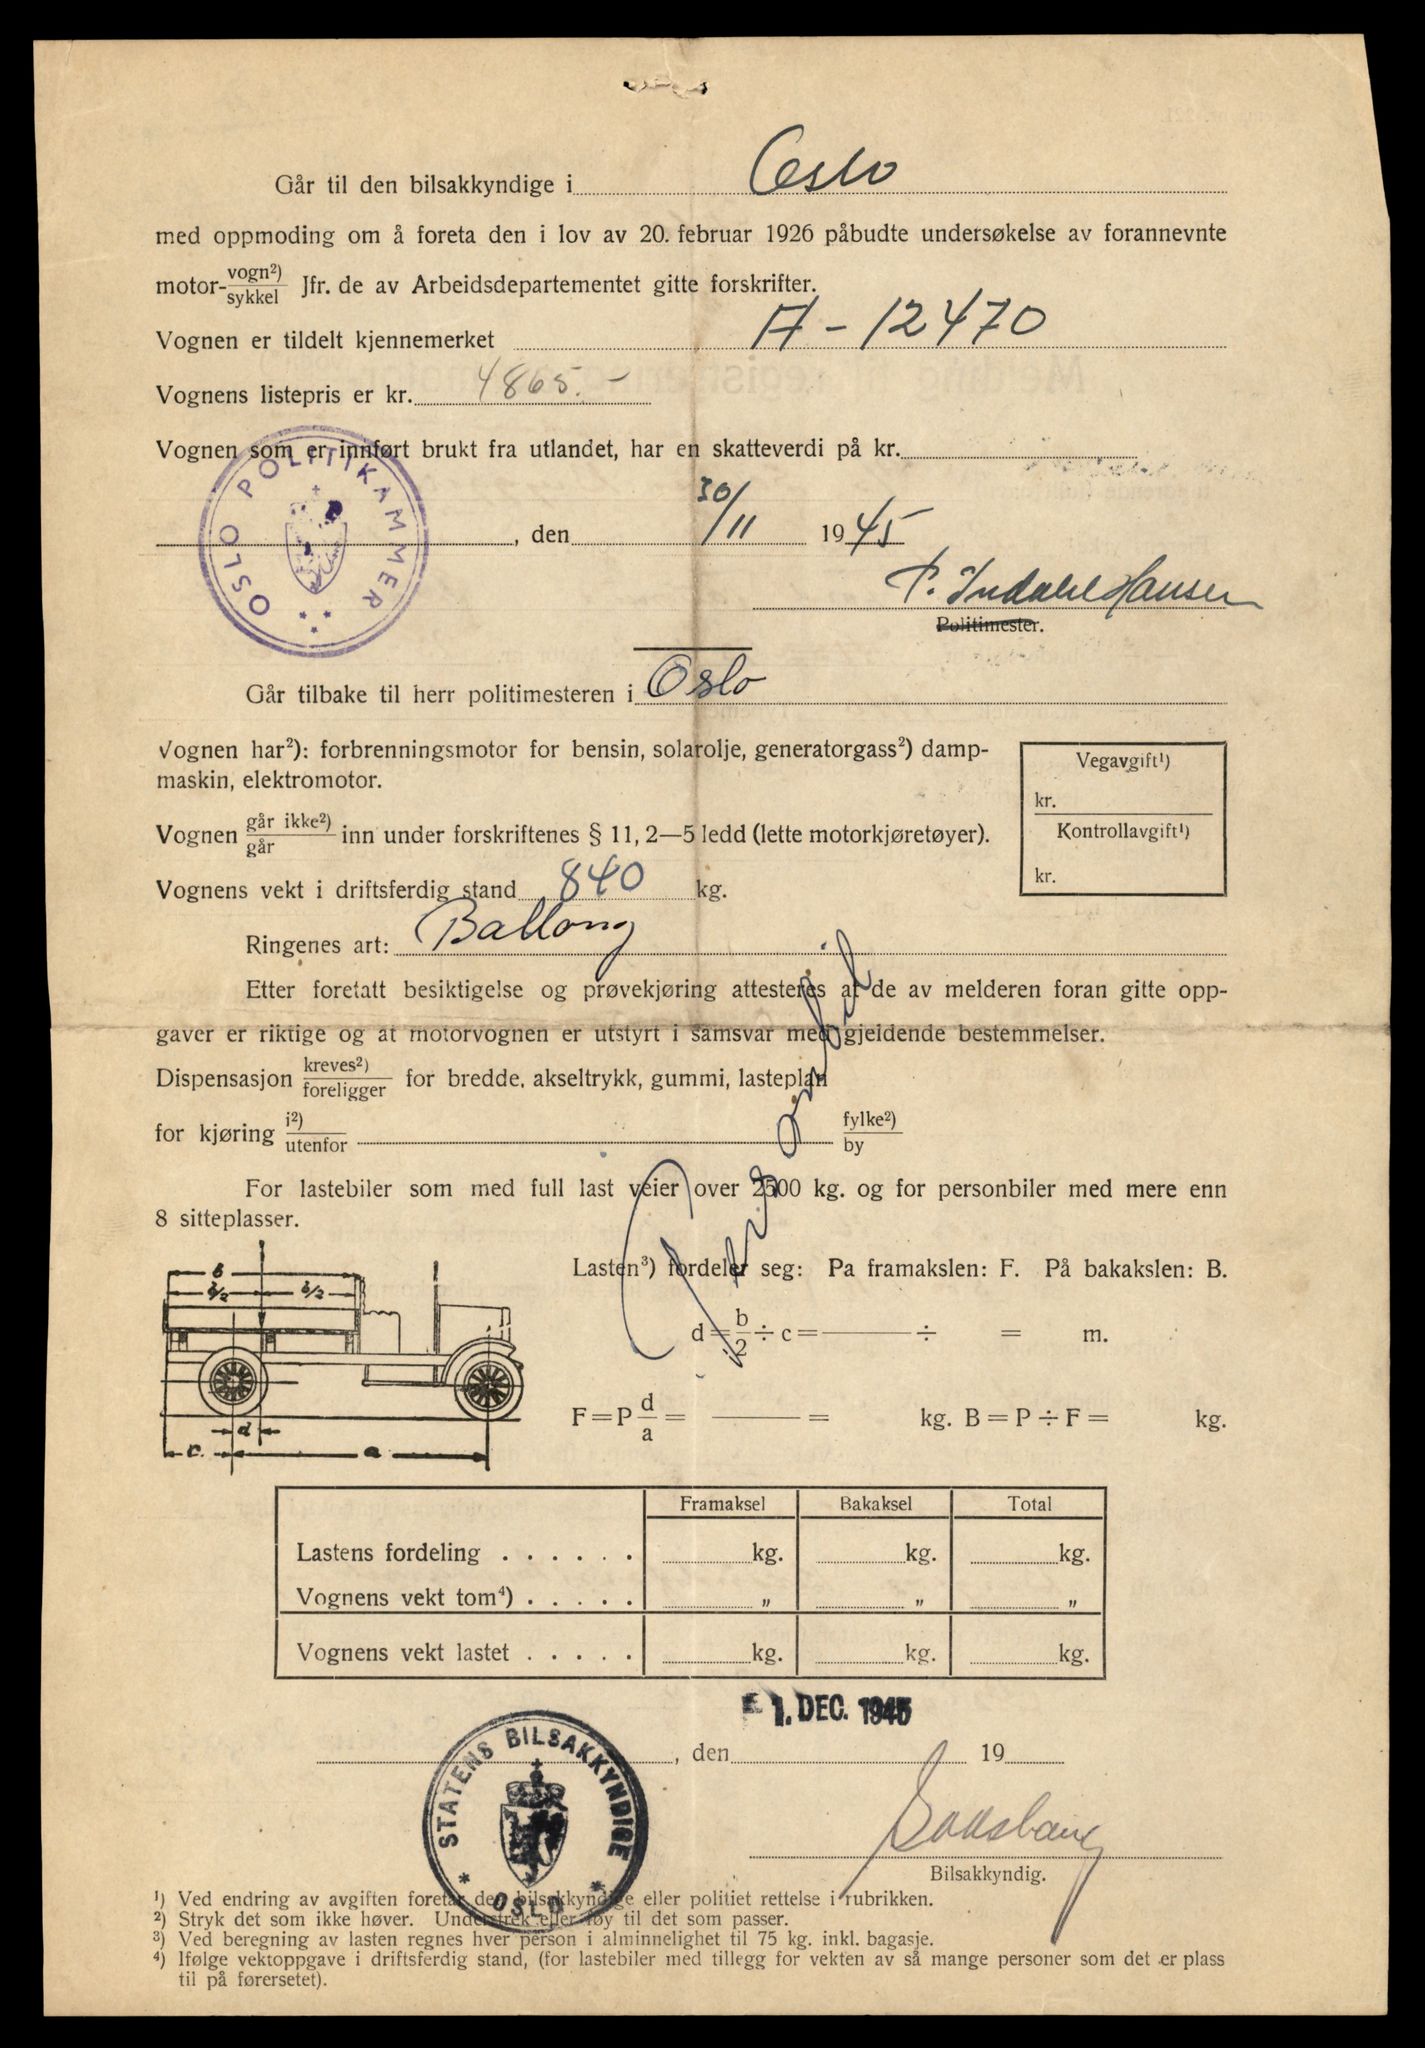 Går til den bilsakkyndige i Oslo
med oppmoding om å foreta den i lov av 20. februar 1926 påbudte undersøkelse av forannevnte
motor- vogn²) / sykkel Jfr. de av Arbeidsdepartementet gitte forskrifter.
Vognen er tildelt kjennemerket A-12470
Vognens listepris er kr. 4865.-
Vognen som er innført brukt fra utlandet, har en skatteverdi på kr.
OSLO POLITIKAMMER
, den 30/11 1945
P. Indahl Hansen
Politimester.
Går tilbake til herr politimesteren i Oslo
Vognen har²): forbrenningsmotor for bensin, solarolje, generatorgass²) damp-
maskin, elektromotor.
Vegavgift¹)
kr.
Kontrollavgift¹)
kr.
Vognen går ikke²) / går inn under forskriftenes § 11, 2—5 ledd (lette motorkjøretøyer).
Vognens vekt i driftsferdig stand 840 kg.
Ringenes art: Ballong
Etter foretatt besiktigelse og prøvekjøring attesteres at de av melderen foran gitte opp-
gaver er riktige og at motorvognen er utstyrt i samsvar med gjeldende bestemmelser.
Dispensasjon kreves²) / foreligger for bredde, akseltrykk, gummi, lasteplan
for kjøring i²) / utenfor fylke²) / by
Personbil
For lastebiler som med full last veier over 2500 kg. og for personbiler med mere enn
8 sitteplasser.
b
b/2 b/2
d
c. a
Lasten³) fordeler seg: Pa framakslen: F. På bakakslen: B.
d = b/2 ÷ c = ——— ÷ = m.
F = P d/a = ——— = kg. B = P ÷ F = kg.
Framaksel Bakaksel Total
Lastens fordeling . . . . . . kg. kg. kg.
Vognens vekt tom⁴) . . . . . „ „ „
Vognens vekt lastet . . . . . kg. kg. kg.
1. DEC. 1945
, den 19
STATENS BILSAKKYNDIGE
* OSLO *
Bilsakkyndig.
¹) Ved endring av avgiften foretar den bilsakkyndige eller politiet rettelse i rubrikken.
²) Stryk det som ikke høver. Understrek eller føy til det som passer.
³) Ved beregning av lasten regnes hver person i alminnelighet til 75 kg. inkl. bagasje.
⁴) Ifølge vektoppgave i driftsferdig stand, (for lastebiler med tillegg for vekten av så mange personer som det er plass
til på førersetet).